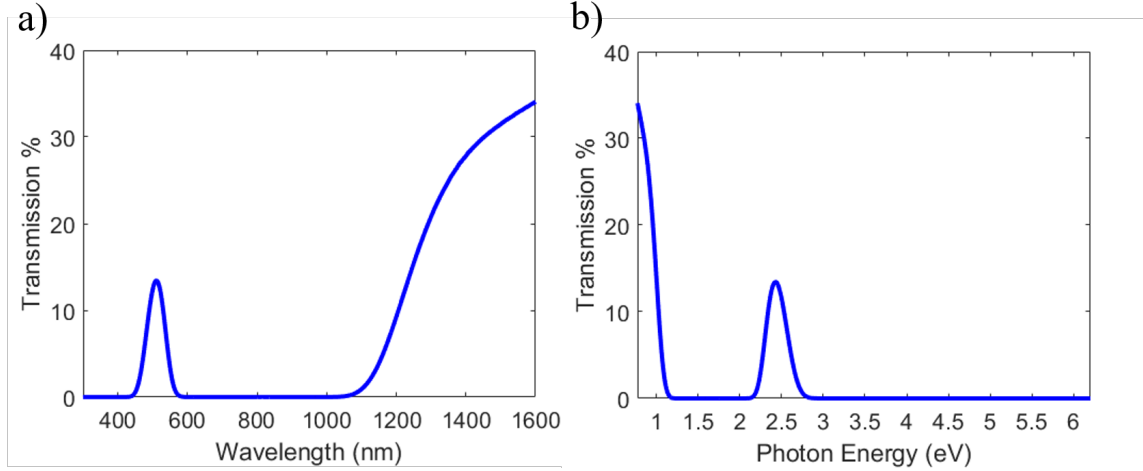 a)
40
30
20
10
0
Transmission %
400 600 800 1000 1200 1400 1600
Wavelength (nm)
b)
40
30
20
10
0
Transmission %
1 1.5 2 2.5 3 3.5 4 4.5 5 5.5 6
Photon Energy (eV)